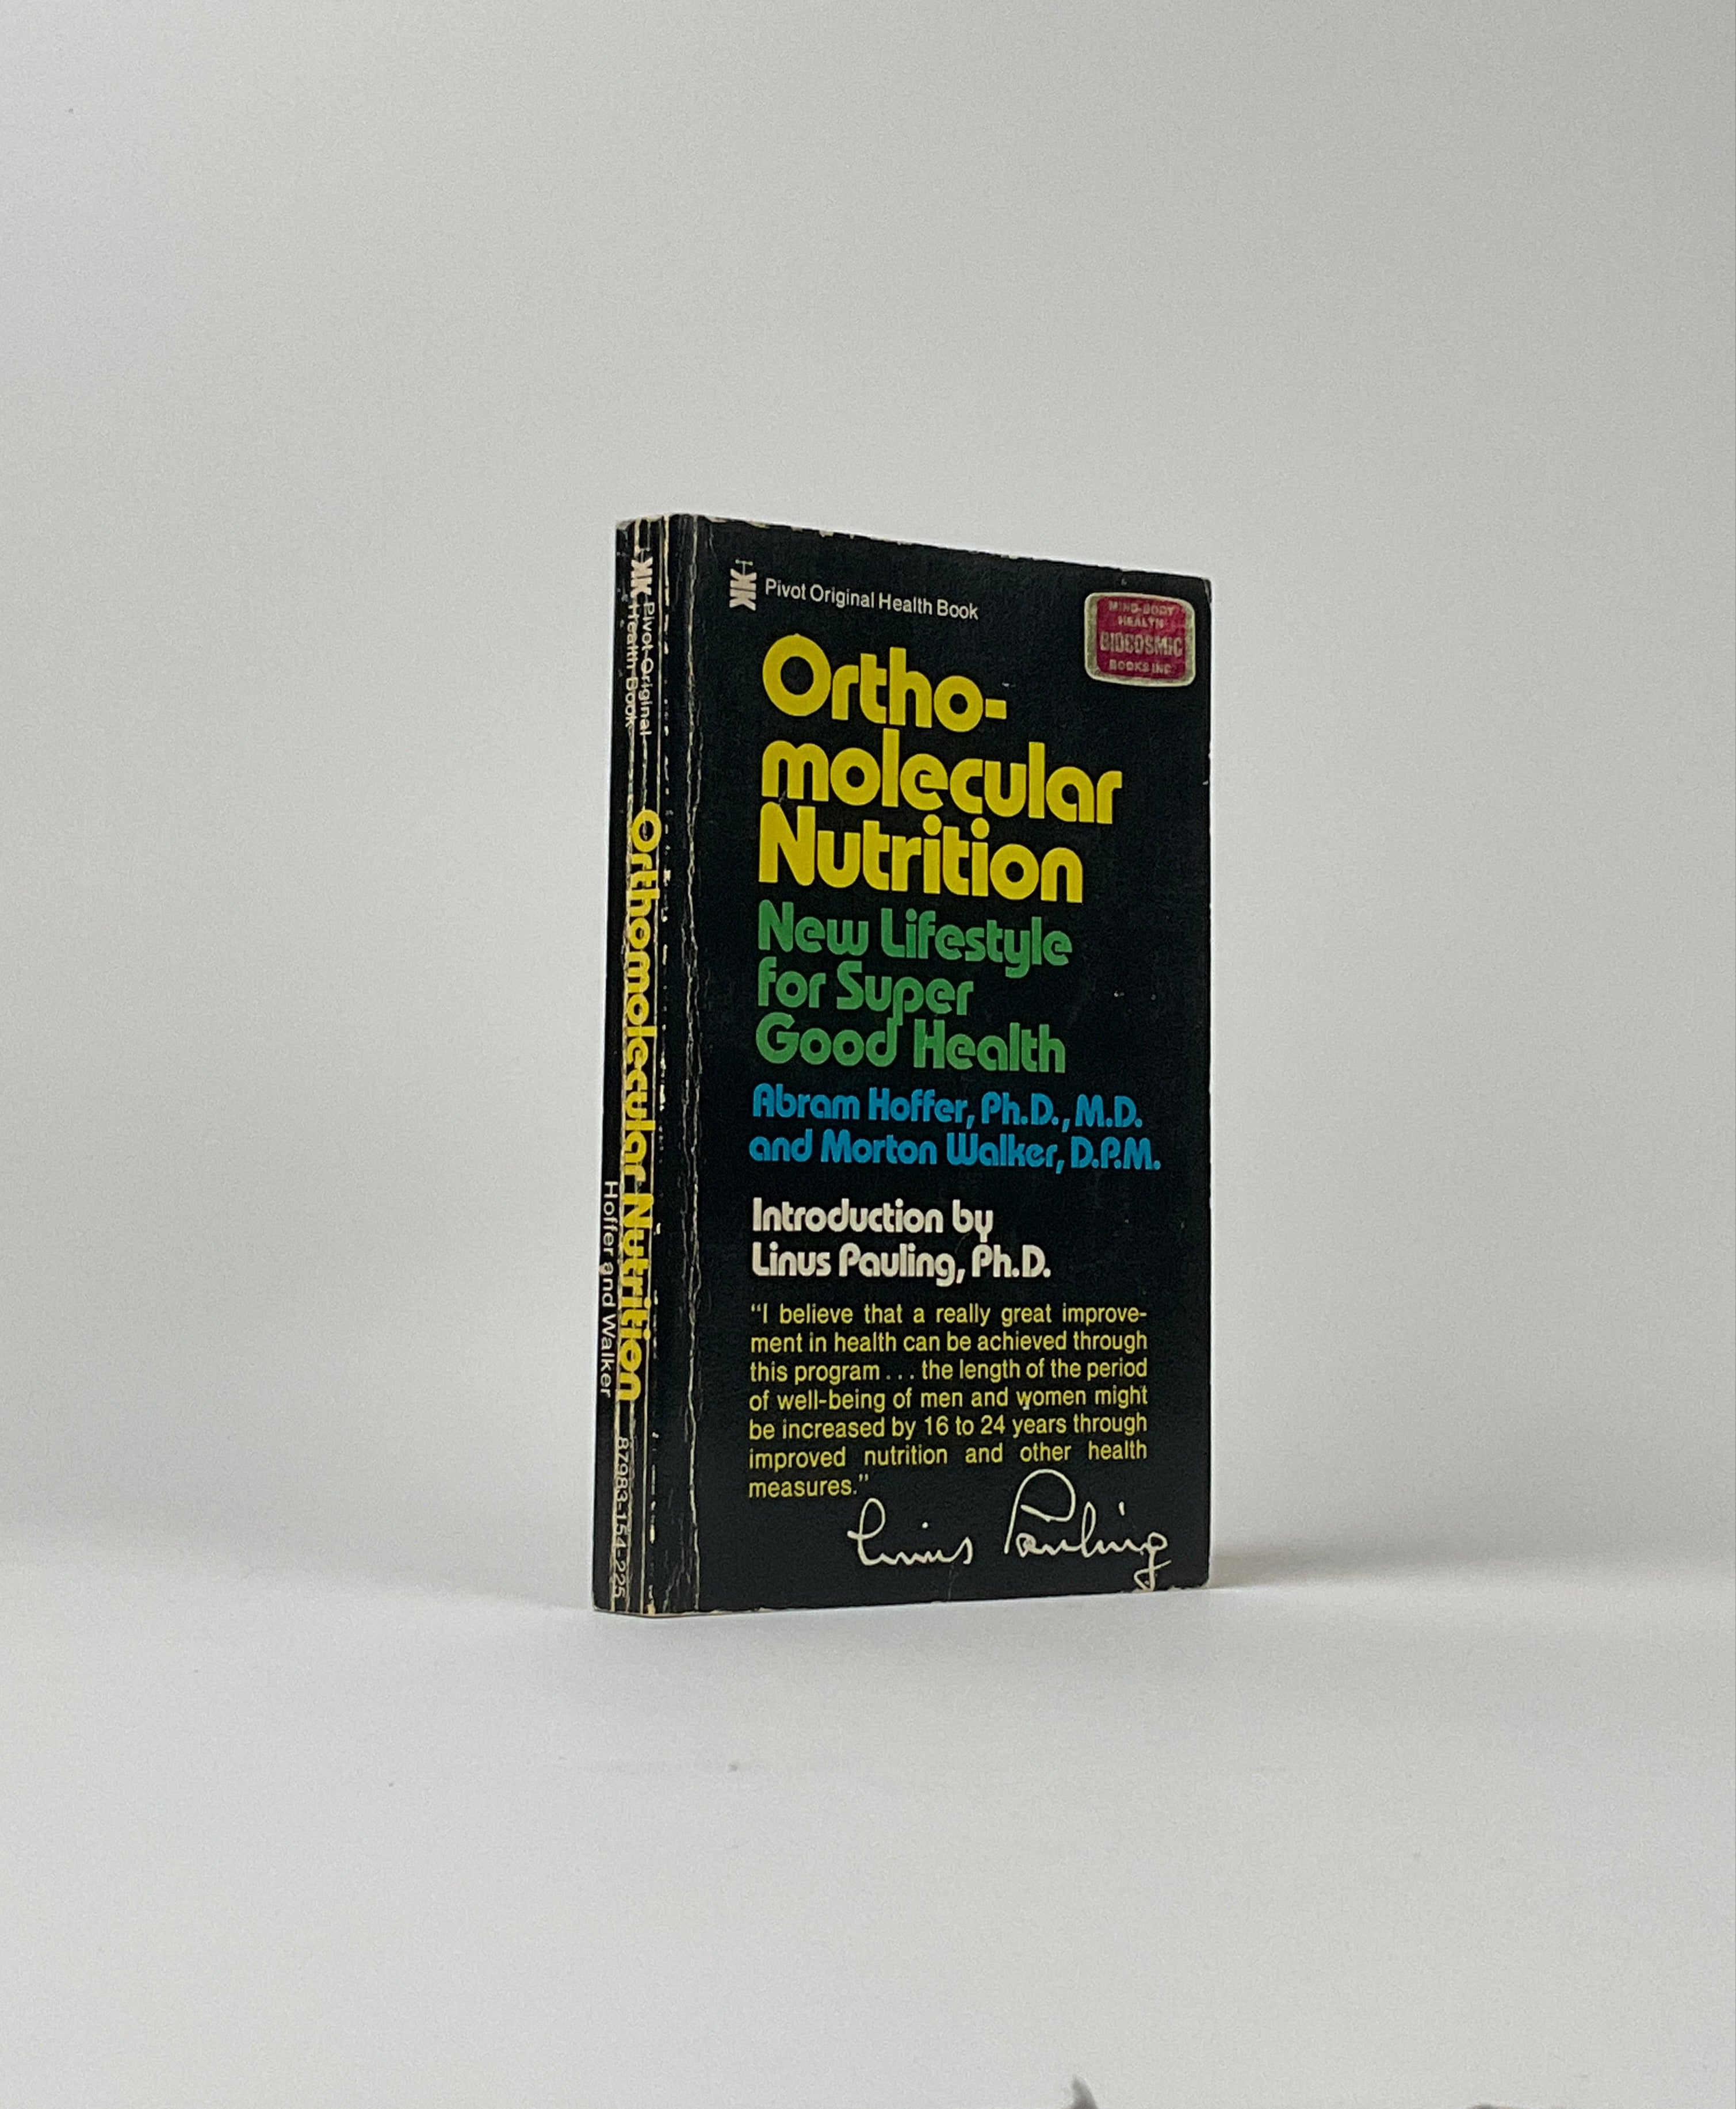 Pivot Original
Health Book
Orthomolecular Nutrition
Hoffer and Walker
87983-154-225
Pivot Original Health Book
MIND-BODY
HEALTH
BIOCOSMIC
BOOKS INC.
Ortho-
molecular
Nutrition
New Lifestyle
for Super
Good Health
Abram Hoffer, Ph.D., M.D.
and Morton Walker, D.P.M.
Introduction by
Linus Pauling, Ph.D.
“I believe that a really great improve-
ment in health can be achieved through
this program . . . the length of the period
of well-being of men and women might
be increased by 16 to 24 years through
improved nutrition and other health
measures.”
Linus Pauling